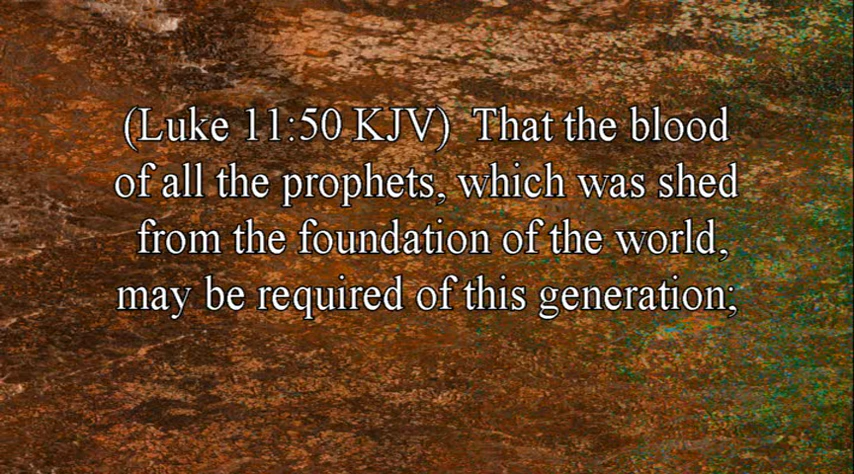 (Luke 11:50 KJV)  That the blood
of all the prophets, which was shed
from the foundation of the world,
may be required of this generation;